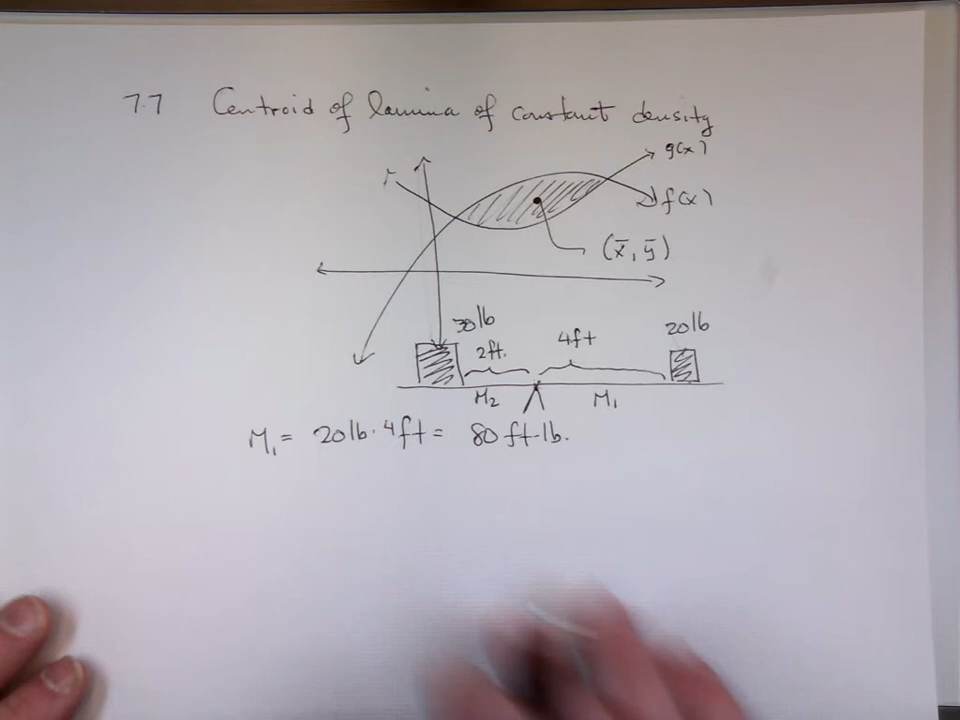 7.7 Centroid of lamina of constant density
g(x)
f(x)
(x̄, ȳ)
30lb
2ft.
4ft
20lb
M₂
M₁
M₁ = 20lb·4ft = 80 ft-lb.